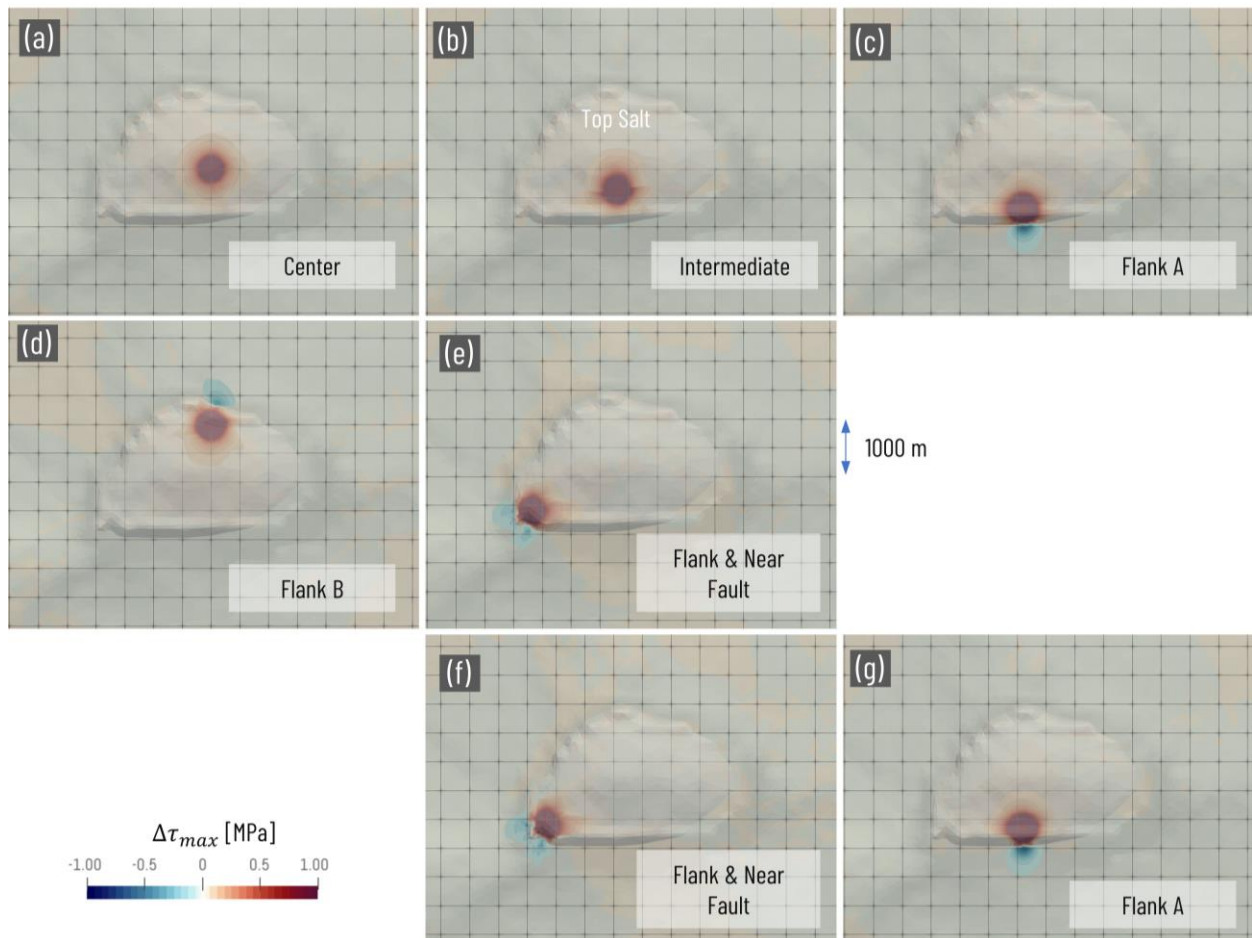 (a)
Center
(b)
Top Salt
Intermediate
(c)
Flank A
(d)
Flank B
(e)
Flank & Near
Fault
1000 m
(f)
Flank & Near
Fault
(g)
Flank A
Δτmax [MPa]
-1.00 -0.5 0 0.5 1.00